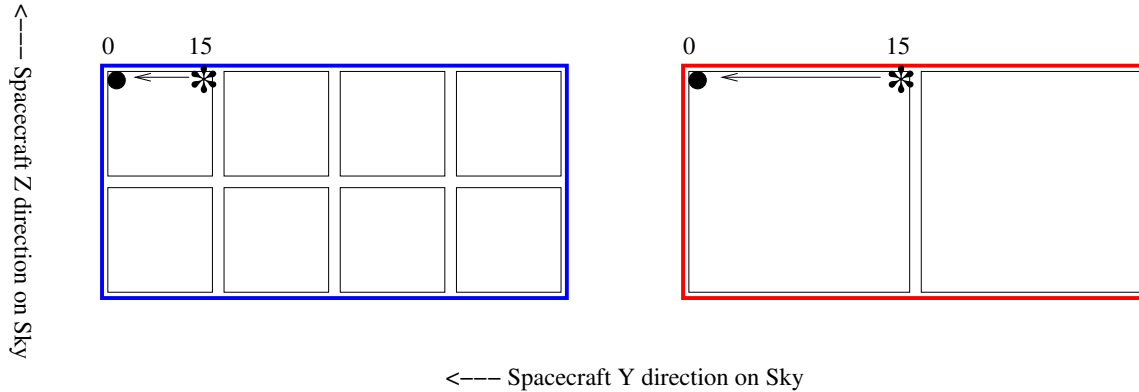 0 15 0 15
<--- Spacecraft Z direction on Sky
<--- Spacecraft Y direction on Sky